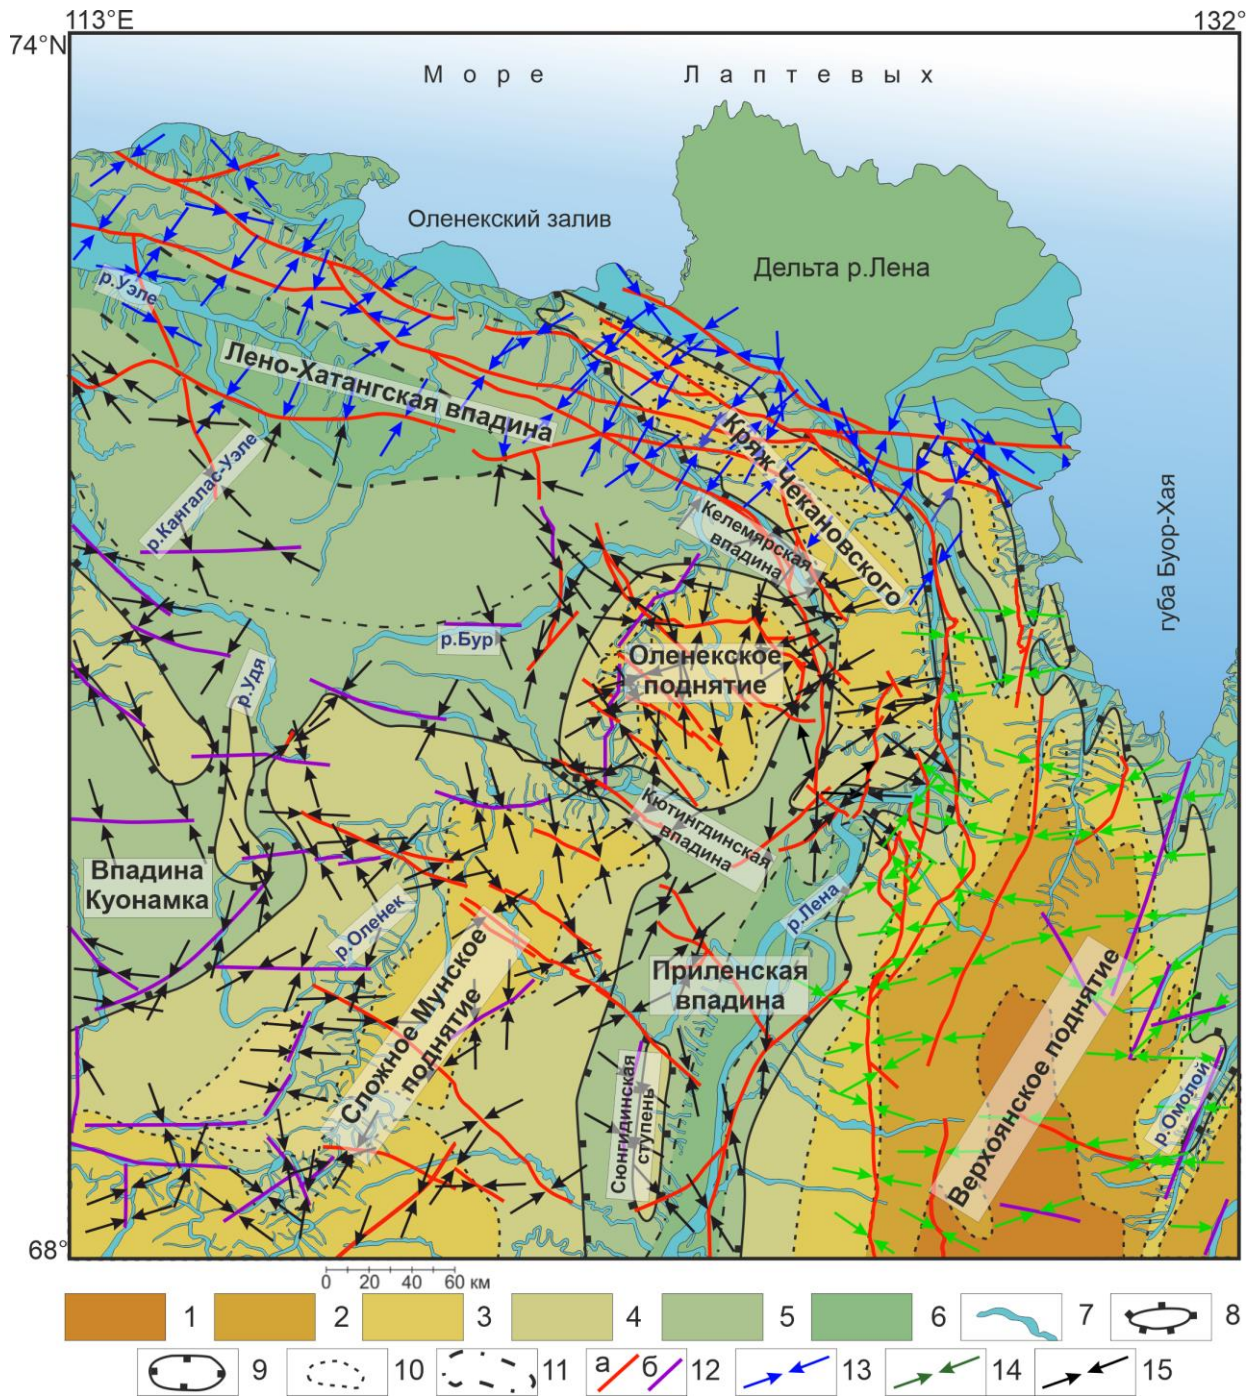 113°E
132°
74°N
Море Лаптевых
Оленекский залив
Дельта р.Лена
р.Уэле
Лено-Хатангская впадина
Кряж Чекановского
р.Кангалас-Уэле
Келемярская
впадина
губа Буор-Хая
р.Бур
Оленекское
поднятие
р.Удя
Кютингдинская
впадина
Впадина
Куонамка
р.Оленек
р.Лена
Сложное Мунское
поднятие
Приленская
впадина
Сюнгидинская
ступень
Верхоянское поднятие
р.Омолой
68°
0 20 40 60 км
1 2 3 4 5 6 7 8
9 10 11 а б 12 13 14 15